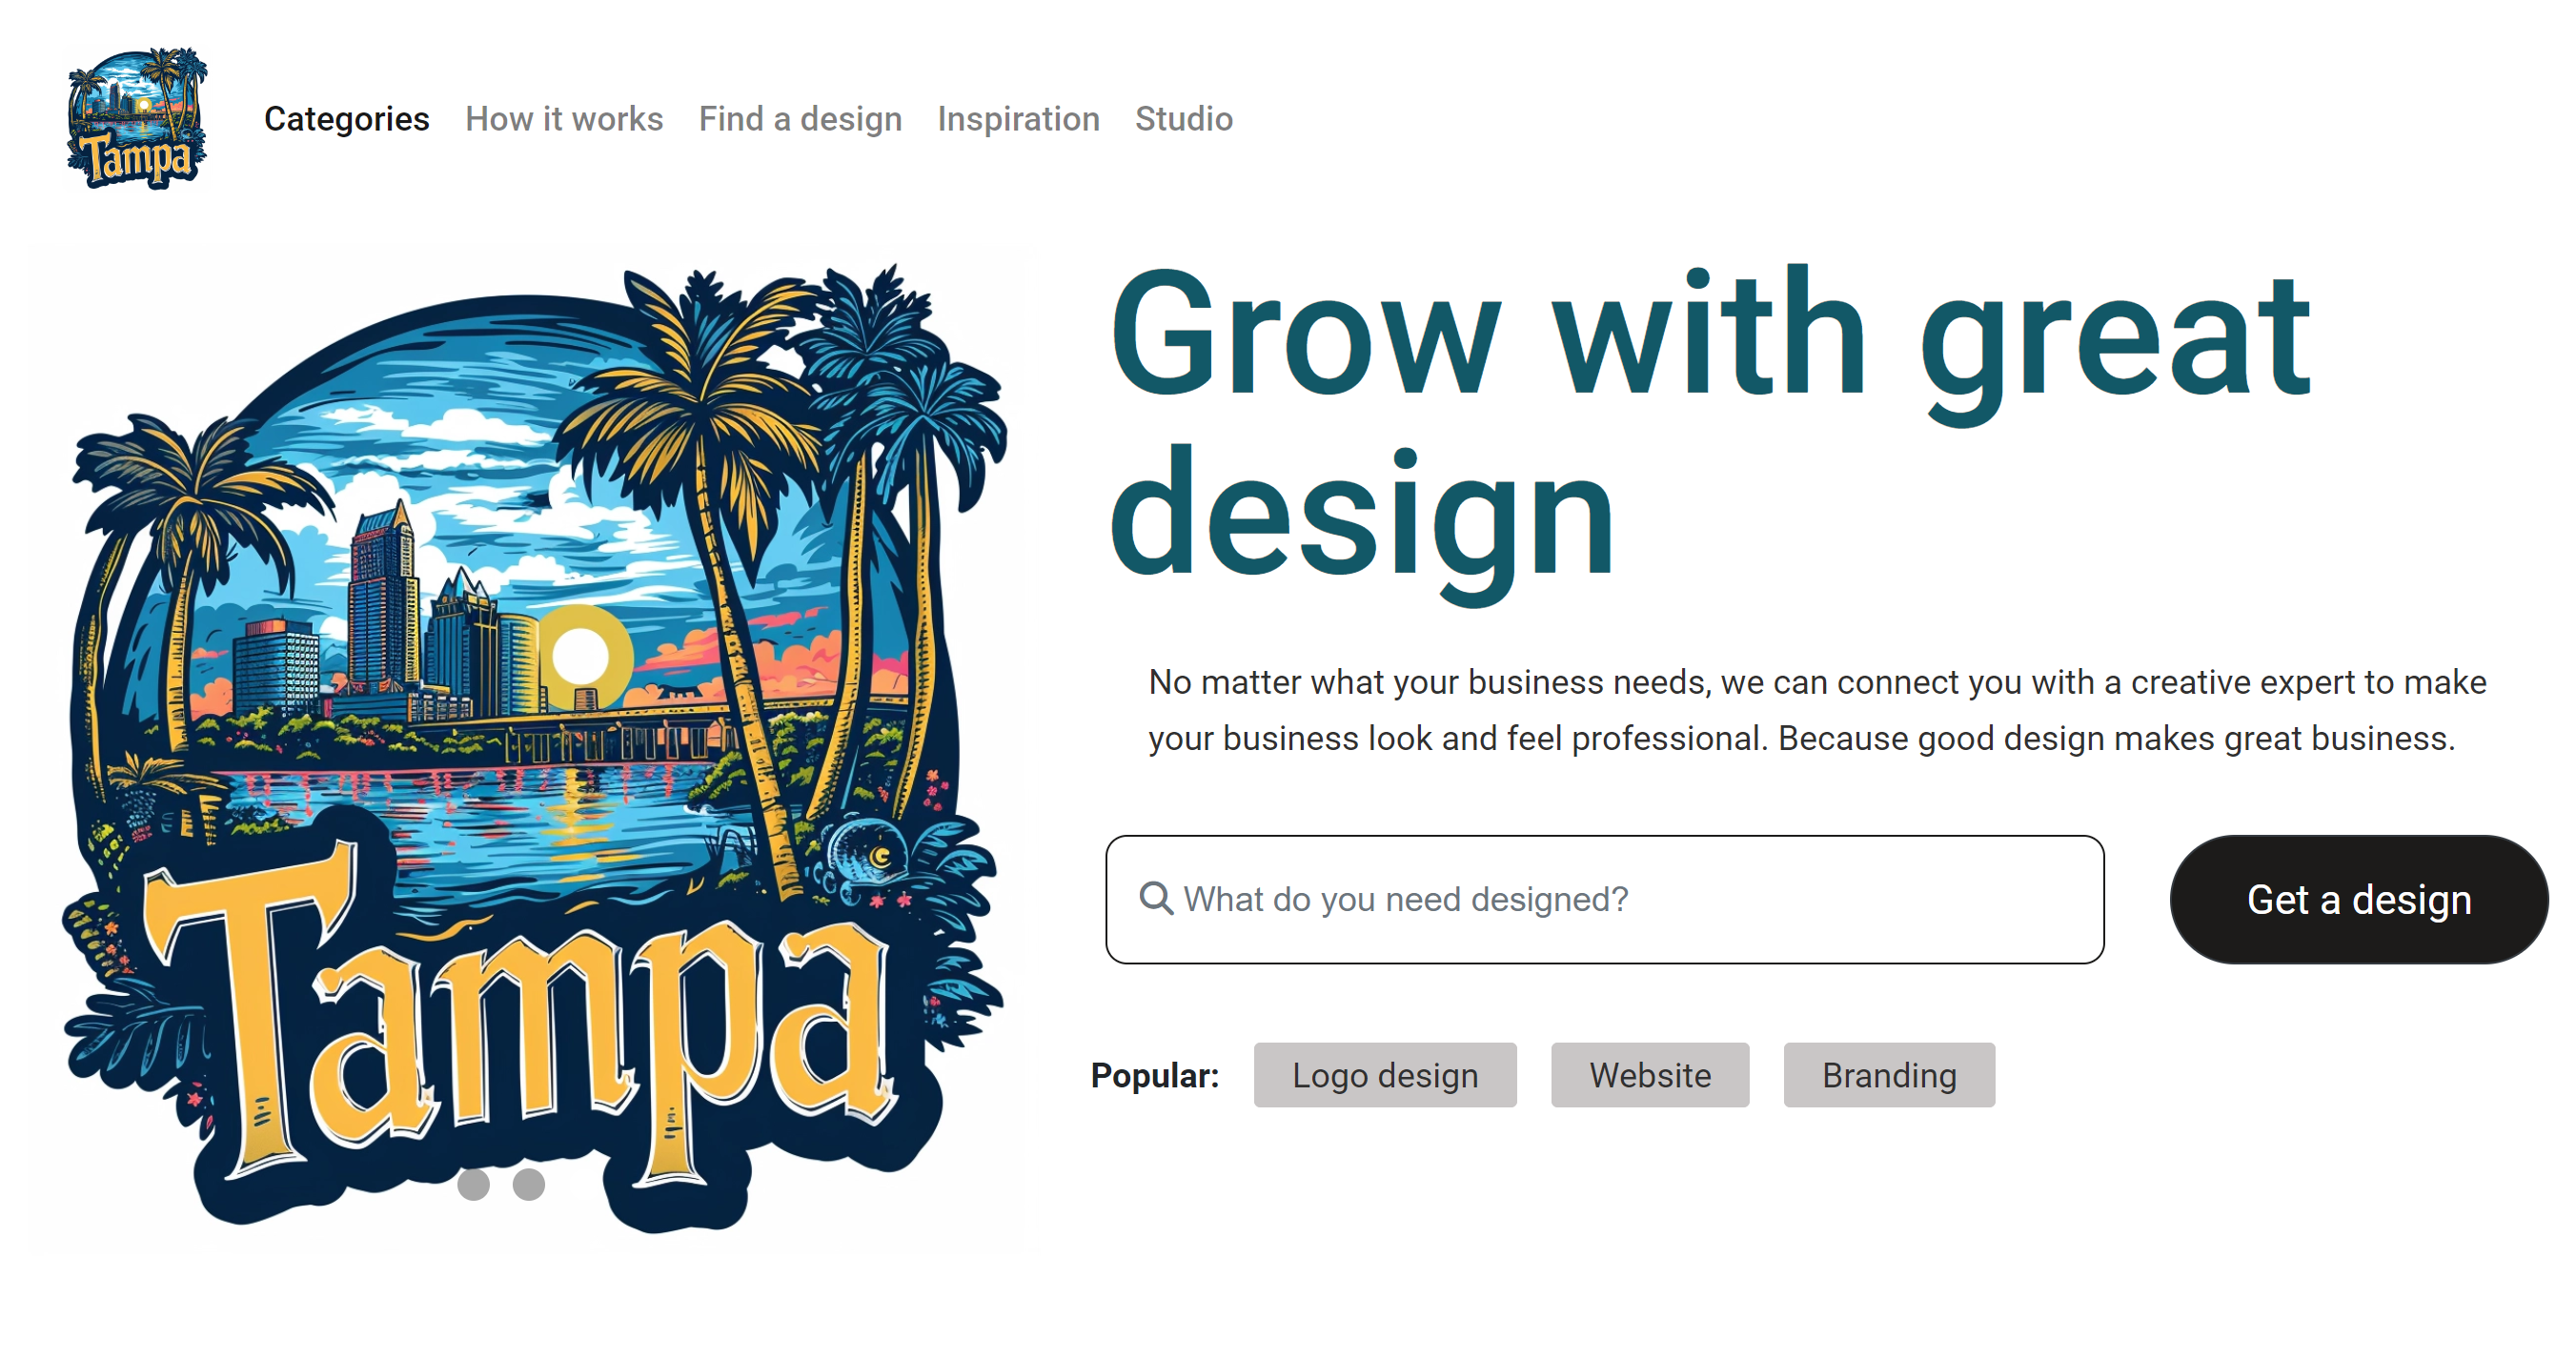 Tampa
Categories How it works Find a design Inspiration Studio
Tampa
Grow with great
design
No matter what your business needs, we can connect you with a creative expert to make
your business look and feel professional. Because good design makes great business.
What do you need designed?
Get a design
Popular: Logo design Website Branding